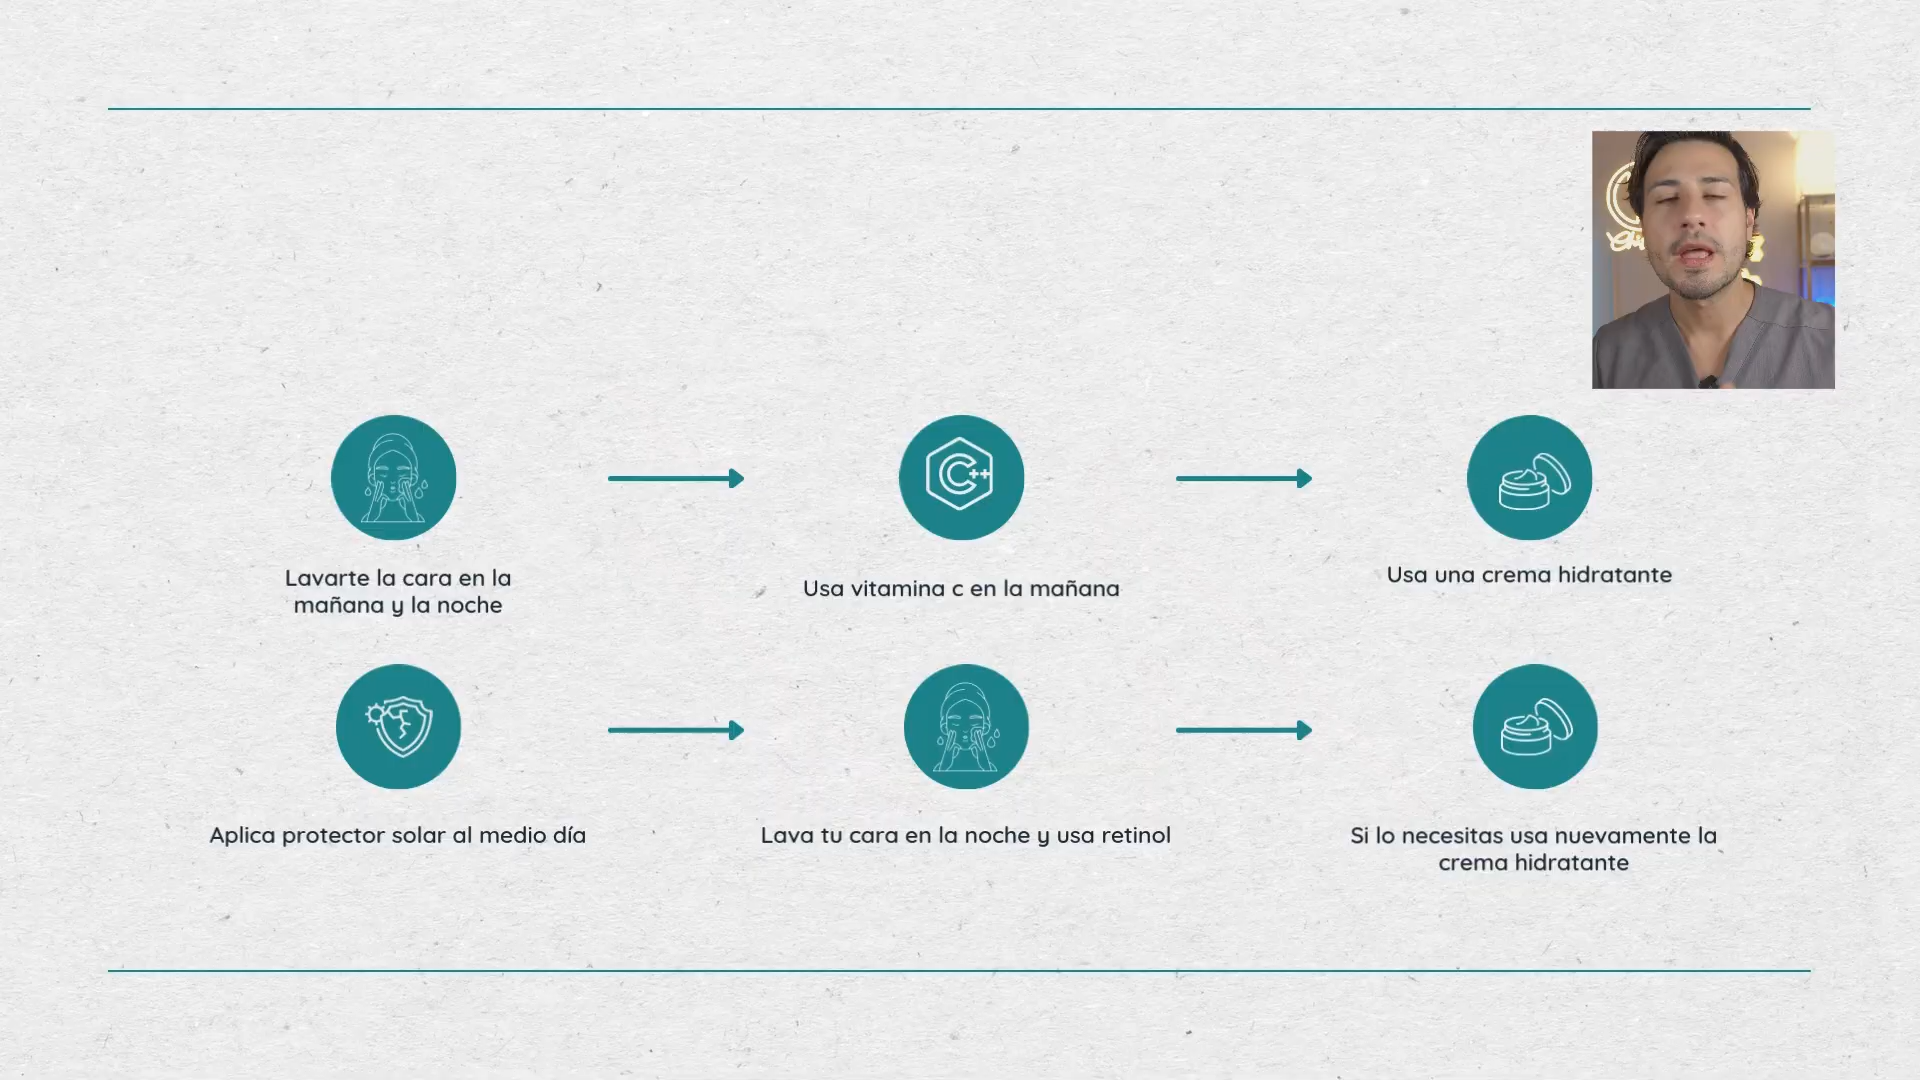 C++
Lavarte la cara en la
mañana y la noche
Usa vitamina c en la mañana
Usa una crema hidratante
Aplica protector solar al medio día
Lava tu cara en la noche y usa retinol
Si lo necesitas usa nuevamente la
crema hidratante